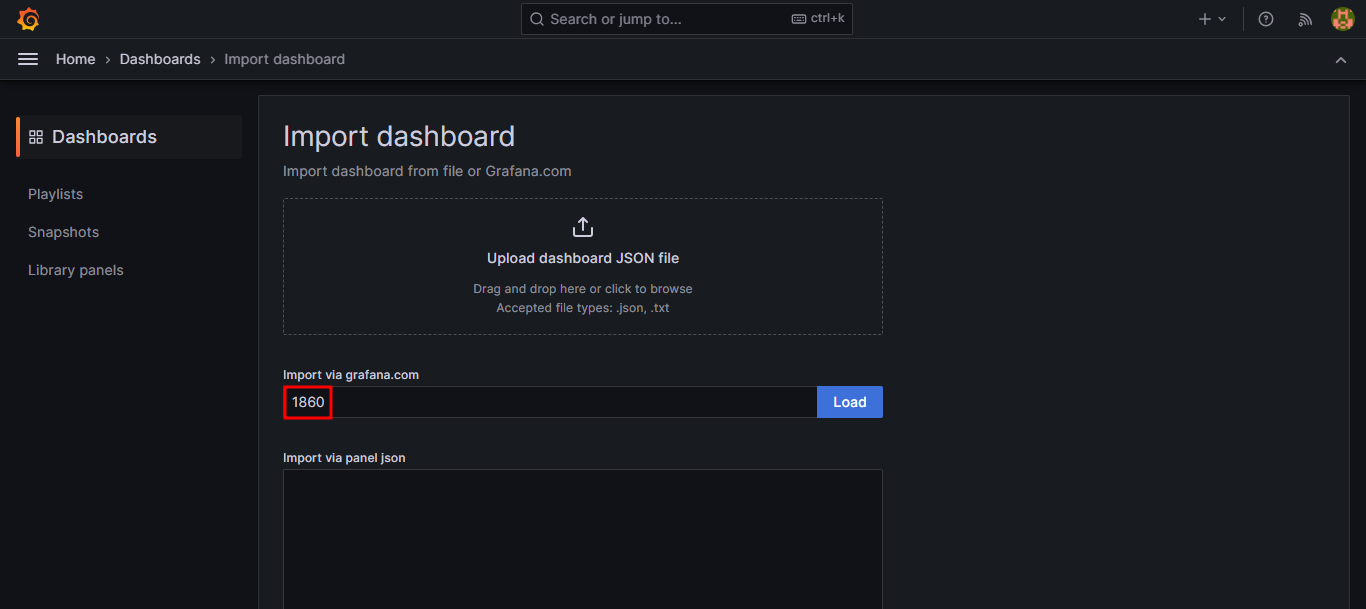 Search or jump to... ctrl+k
Home › Dashboards › Import dashboard
Dashboards
Playlists
Snapshots
Library panels
Import dashboard
Import dashboard from file or Grafana.com
Upload dashboard JSON file
Drag and drop here or click to browse
Accepted file types: .json, .txt
Import via grafana.com
1860 Load
Import via panel json